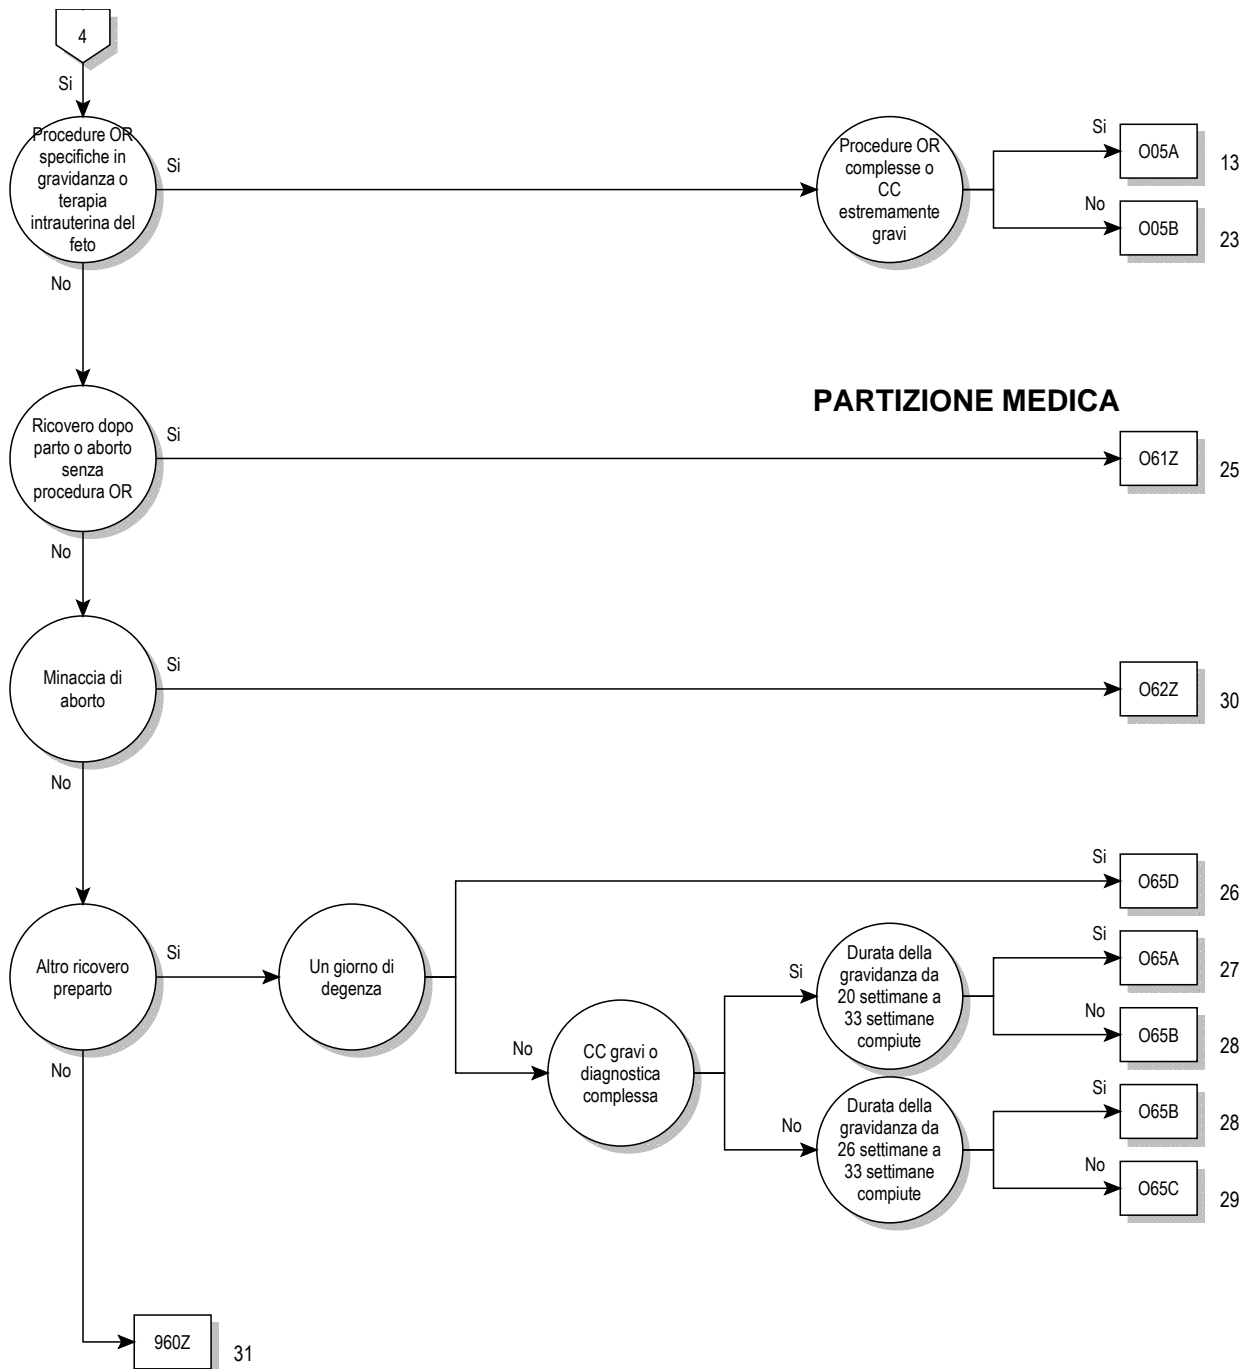 4
Si
Procedure OR
specifiche in
gravidanza o
terapia
intrauterina del
feto
Si
Procedure OR
complesse o
CC
estremamente
gravi
Si
O05A
13
No
O05B
23
No
PARTIZIONE MEDICA
Ricovero dopo
parto o aborto
senza
procedura OR
Si
O61Z
25
No
Minaccia di
aborto
Si
O62Z
30
No
Altro ricovero
preparto
Si
Un giorno di
degenza
Si
O65D
26
No
CC gravi o
diagnostica
complessa
Si
Durata della
gravidanza da
20 settimane a
33 settimane
compiute
Si
O65A
27
No
O65B
28
No
Durata della
gravidanza da
26 settimane a
33 settimane
compiute
Si
O65B
28
No
O65C
29
No
960Z
31